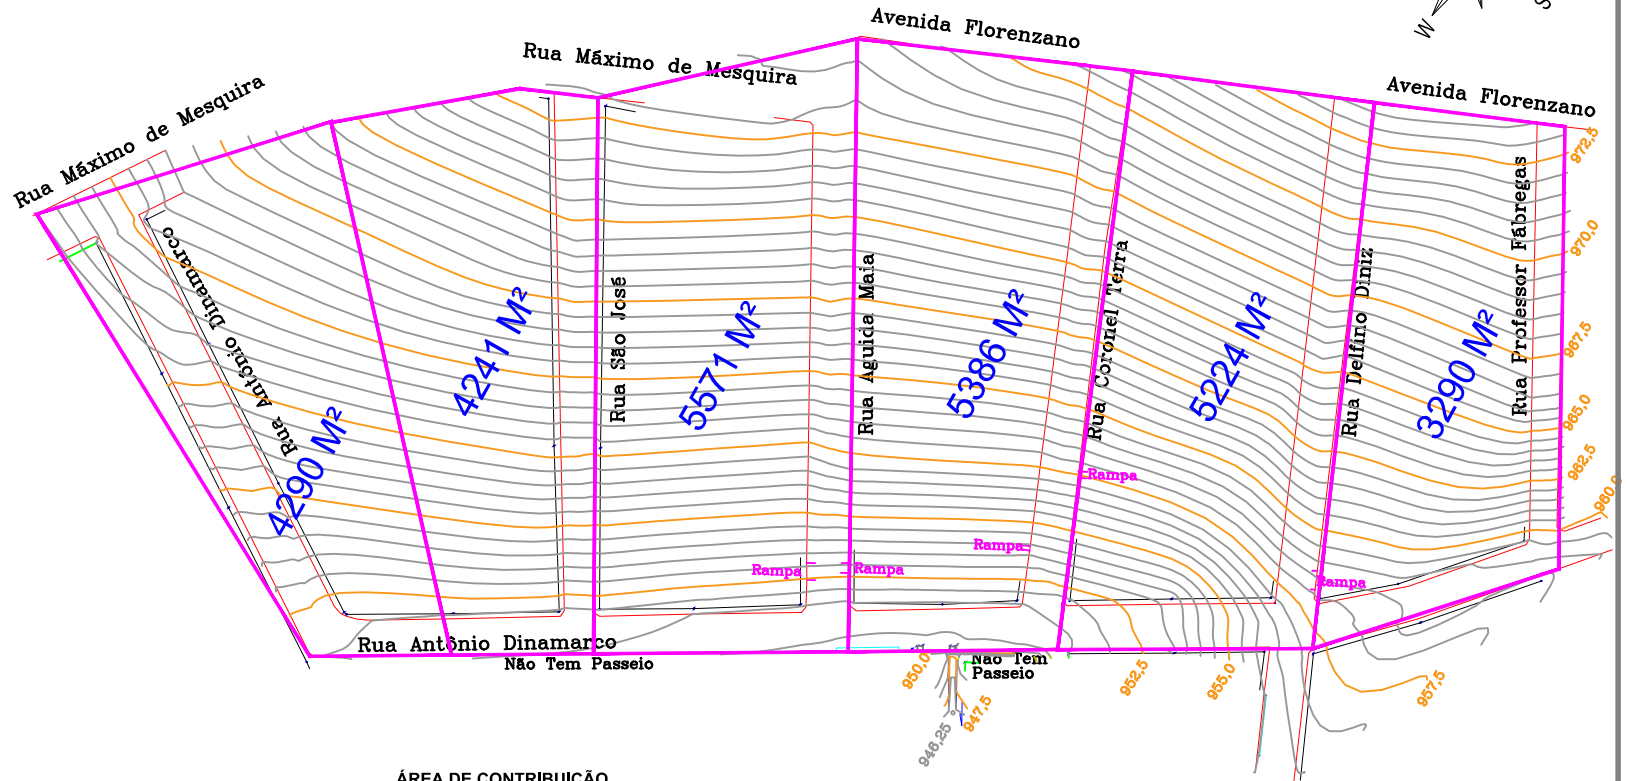 W
S
Avenida Florenzano
Rua Máximo de Mesquira
Avenida Florenzano
Rua Máximo de Mesquira
972,5
970,0
967,5
965,0
962,5
960,0
Rua Antônio Dinamarco
Rua São José
Rua Aguida Maia
Rua Coronel Terra
Rua Delfino Diniz
Rua Professor Fábregas
4290 M²
4241 M²
5571 M²
5386 M²
5224 M²
3290 M²
Rampa
Rampa
Rampa
Rampa
Rampa
Rua Antônio Dinamarco
Não Tem Passeio
Não Tem
Passeio
950,0
947,5
946,25
952,5
955,0
957,5
ÁREA DE CONTRIBUIÇÃO